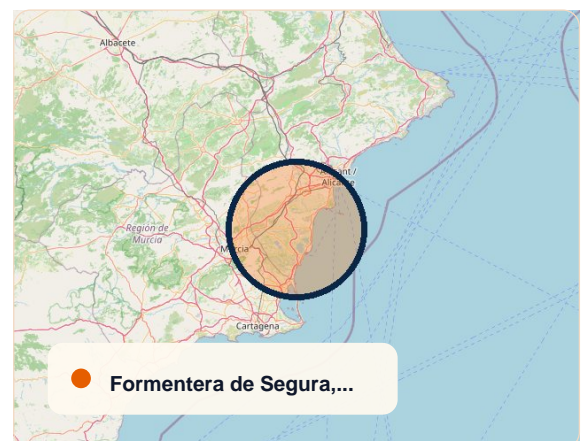 Albacete
Alacant /
Alicante
Región de
Murcia
Murcia
Cartagena
Formentera de Segura,...